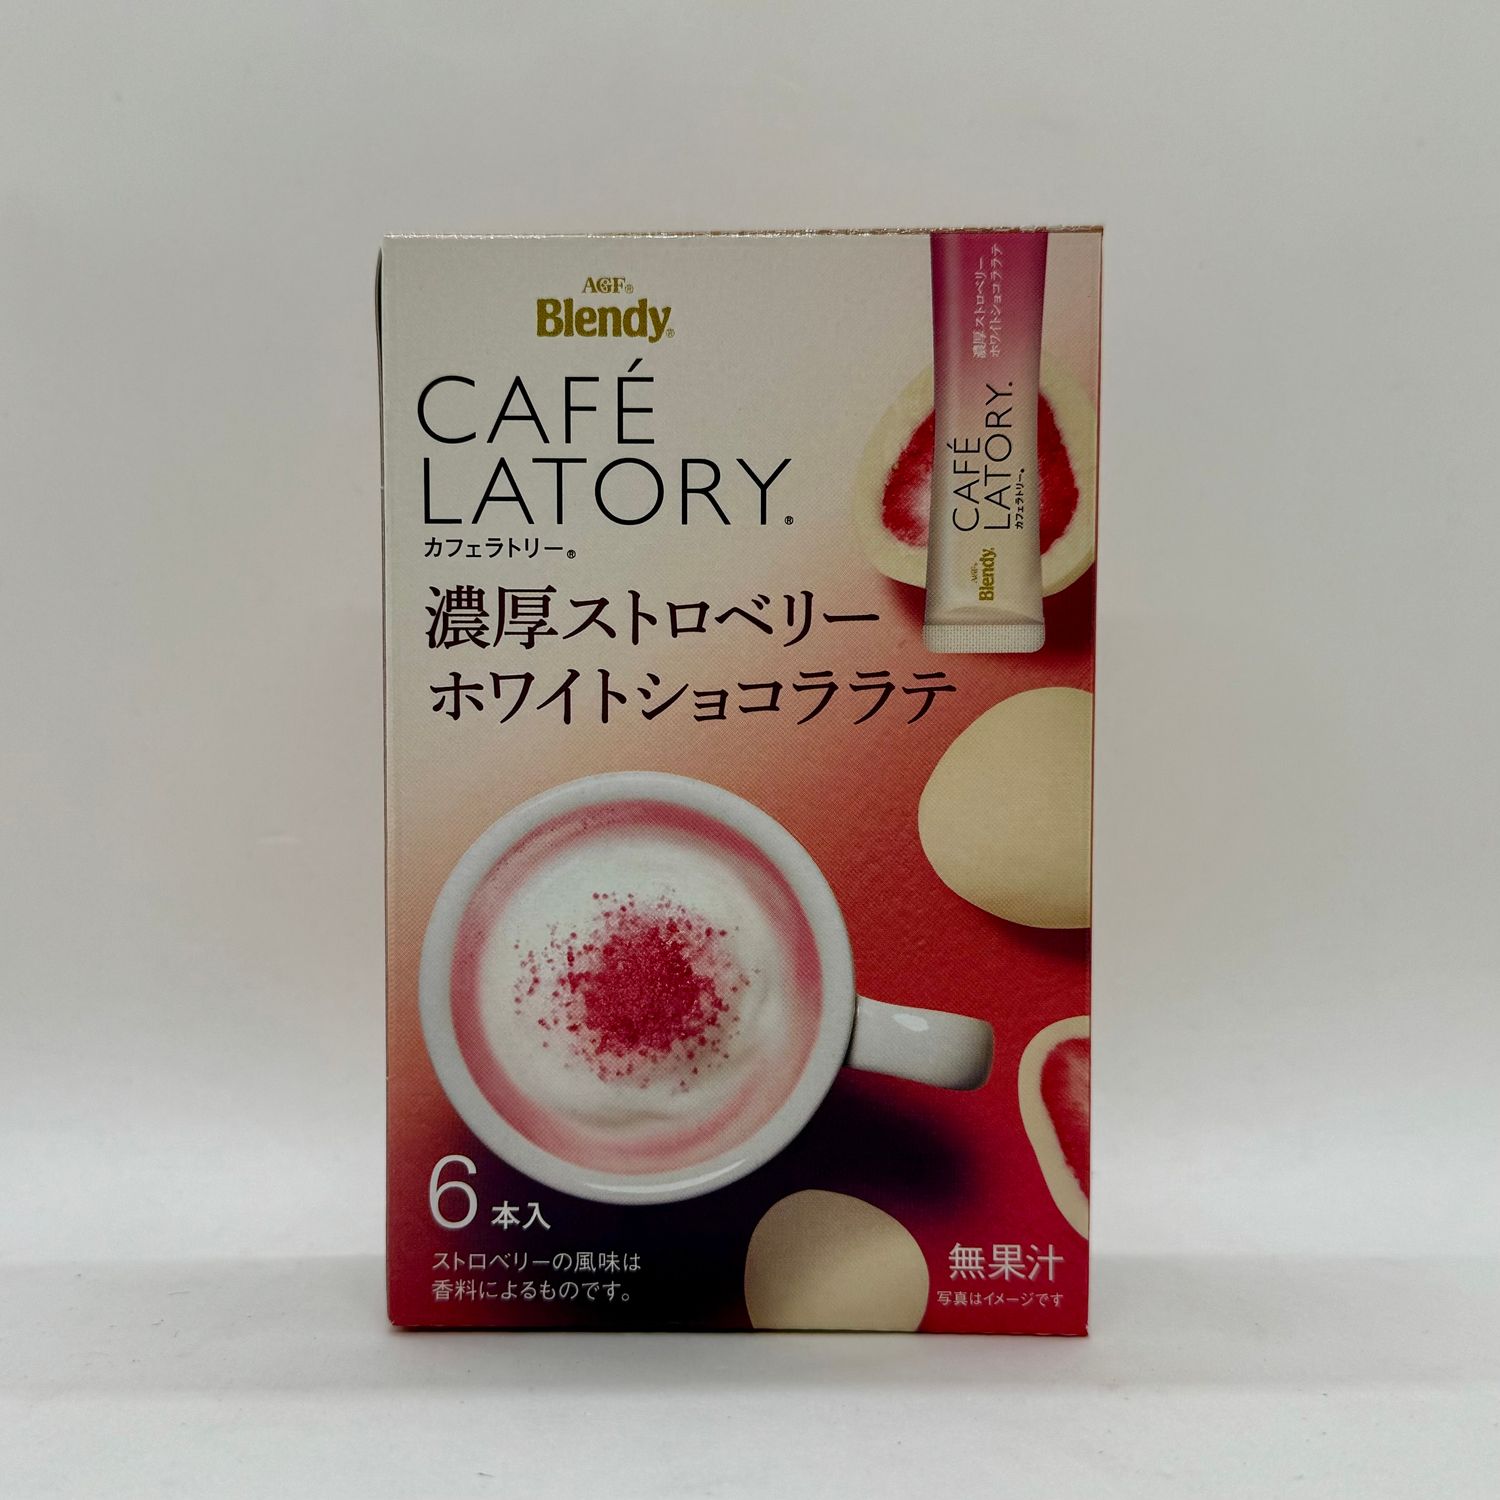 AGF®
Blendy®
CAFÉ
LATORY®
カフェラトリー®
濃厚ストロベリー
ホワイトショコララテ
濃厚ストロベリー
ホワイトショコララテ
CAFÉ
LATORY.
カフェラトリー®
AGF®
Blendy®
6本入
ストロベリーの風味は
香料によるものです。
無果汁
写真はイメージです